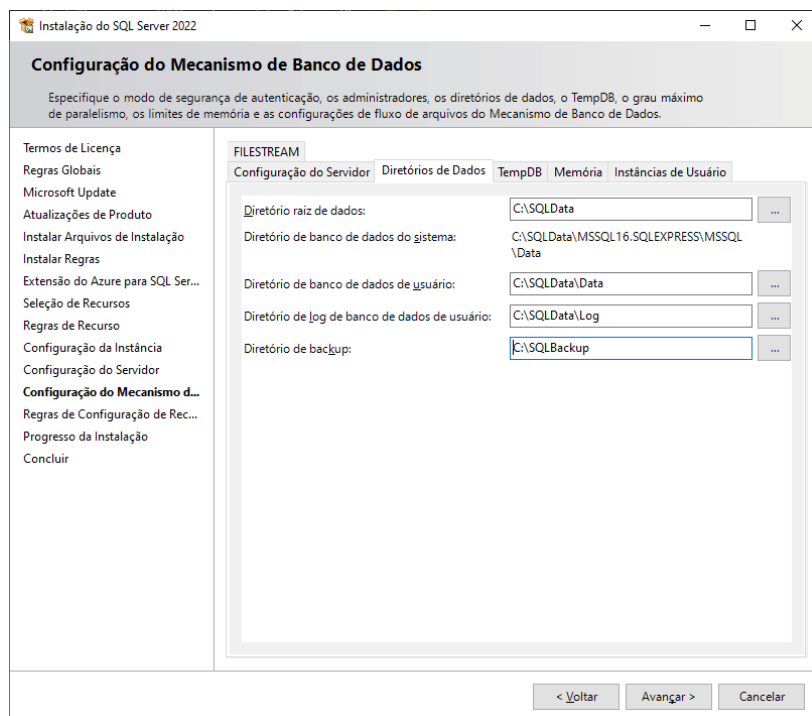 Instalação do SQL Server 2022
Configuração do Mecanismo de Banco de Dados
Especifique o modo de segurança de autenticação, os administradores, os diretórios de dados, o TempDB, o grau máximo
de paralelismo, os limites de memória e as configurações de fluxo de arquivos do Mecanismo de Banco de Dados.
Termos de Licença
Regras Globais
Microsoft Update
Atualizações de Produto
Instalar Arquivos de Instalação
Instalar Regras
Extensão do Azure para SQL Ser...
Seleção de Recursos
Regras de Recurso
Configuração da Instância
Configuração do Servidor
Configuração do Mecanismo d...
Regras de Configuração de Rec...
Progresso da Instalação
Concluir
FILESTREAM
Configuração do Servidor Diretórios de Dados TempDB Memória Instâncias de Usuário
Diretório raiz de dados: C:\SQLData ...
Diretório de banco de dados do sistema: C:\SQLData\MSSQL16.SQLEXPRESS\MSSQL
\Data
Diretório de banco de dados de usuário: C:\SQLData\Data ...
Diretório de log de banco de dados de usuário: C:\SQLData\Log ...
Diretório de backup: C:\SQLBackup ...
< Voltar Avançar > Cancelar